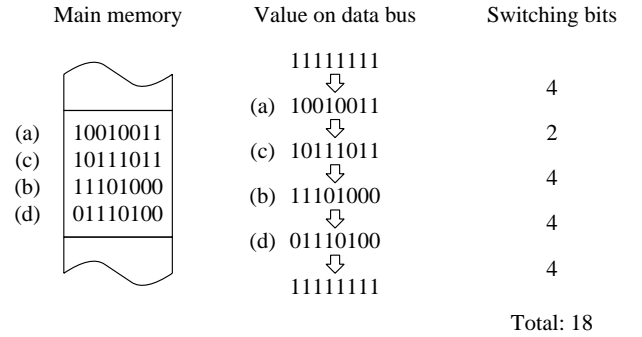 Main memory Value on data bus Switching bits
11111111
4
(a) 10010011
(a) 10010011
2
(c) 10111011
(c) 10111011
4
(b) 11101000
(b) 11101000
4
(d) 01110100
(d) 01110100
4
11111111
Total: 18